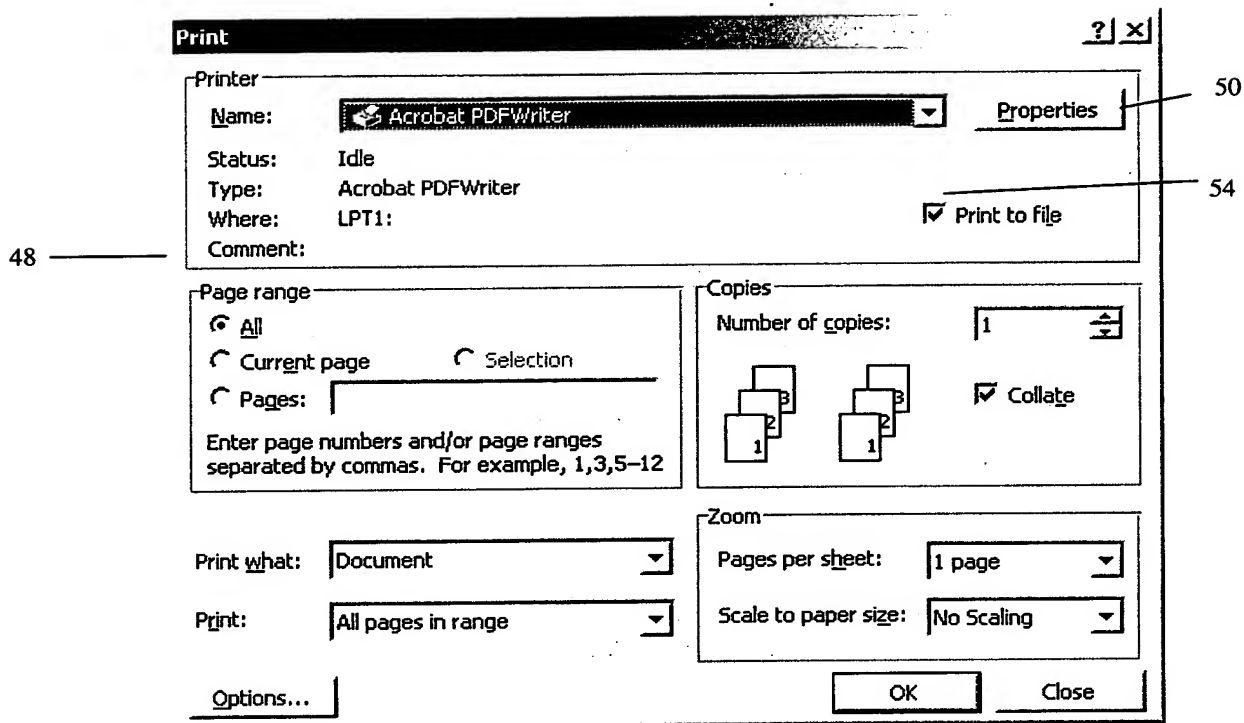 Print ? ×
Printer
50
Name: Acrobat PDFWriter Properties
Status: Idle
Type: Acrobat PDFWriter
54
Where: LPT1: Print to file
48
Comment:
Page range
All
Current page Selection
Pages:
Enter page numbers and/or page ranges
separated by commas. For example, 1,3,5–12
Copies
Number of copies: 1
3 3
2 2
1 1
Collate
Print what: Document
Print: All pages in range
Zoom
Pages per sheet: 1 page
Scale to paper size: No Scaling
Options... OK Close